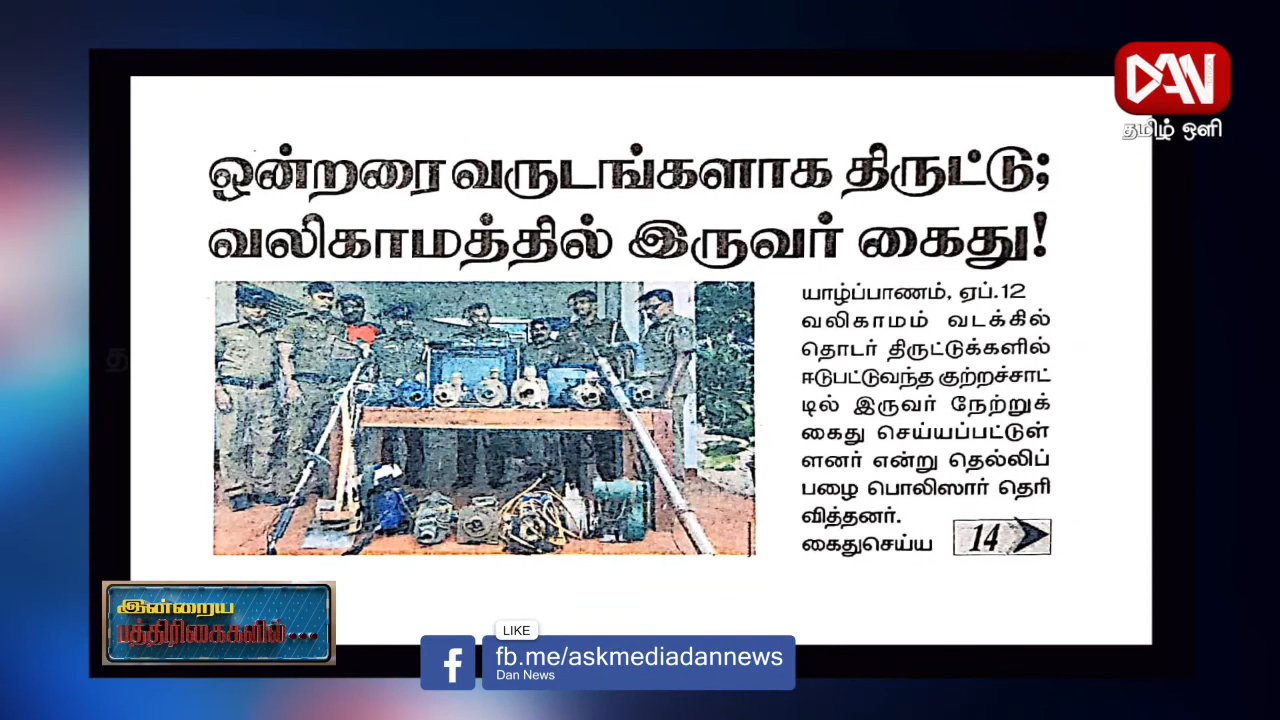 DAN
தமிழ் ஒளி
ஒன்றரை வருடங்களாக திருட்டு;
வலிகாமத்தில் இருவர் கைது!
யாழ்ப்பாணம், ஏப்.12
வலிகாமம் வடக்கில்
தொடர் திருட்டுக்களில்
ஈடுபட்டுவந்த குற்றச்சாட்
டில் இருவர் நேற்றுக்
கைது செய்யப்பட்டுள்
ளனர் என்று தெல்லிப்
பழை பொலிஸார் தெரி
வித்தனர்.
கைதுசெய்ய
14
இன்றைய
பத்திரிகைகளில்...
LIKE
fb.me/askmediadannews
Dan News